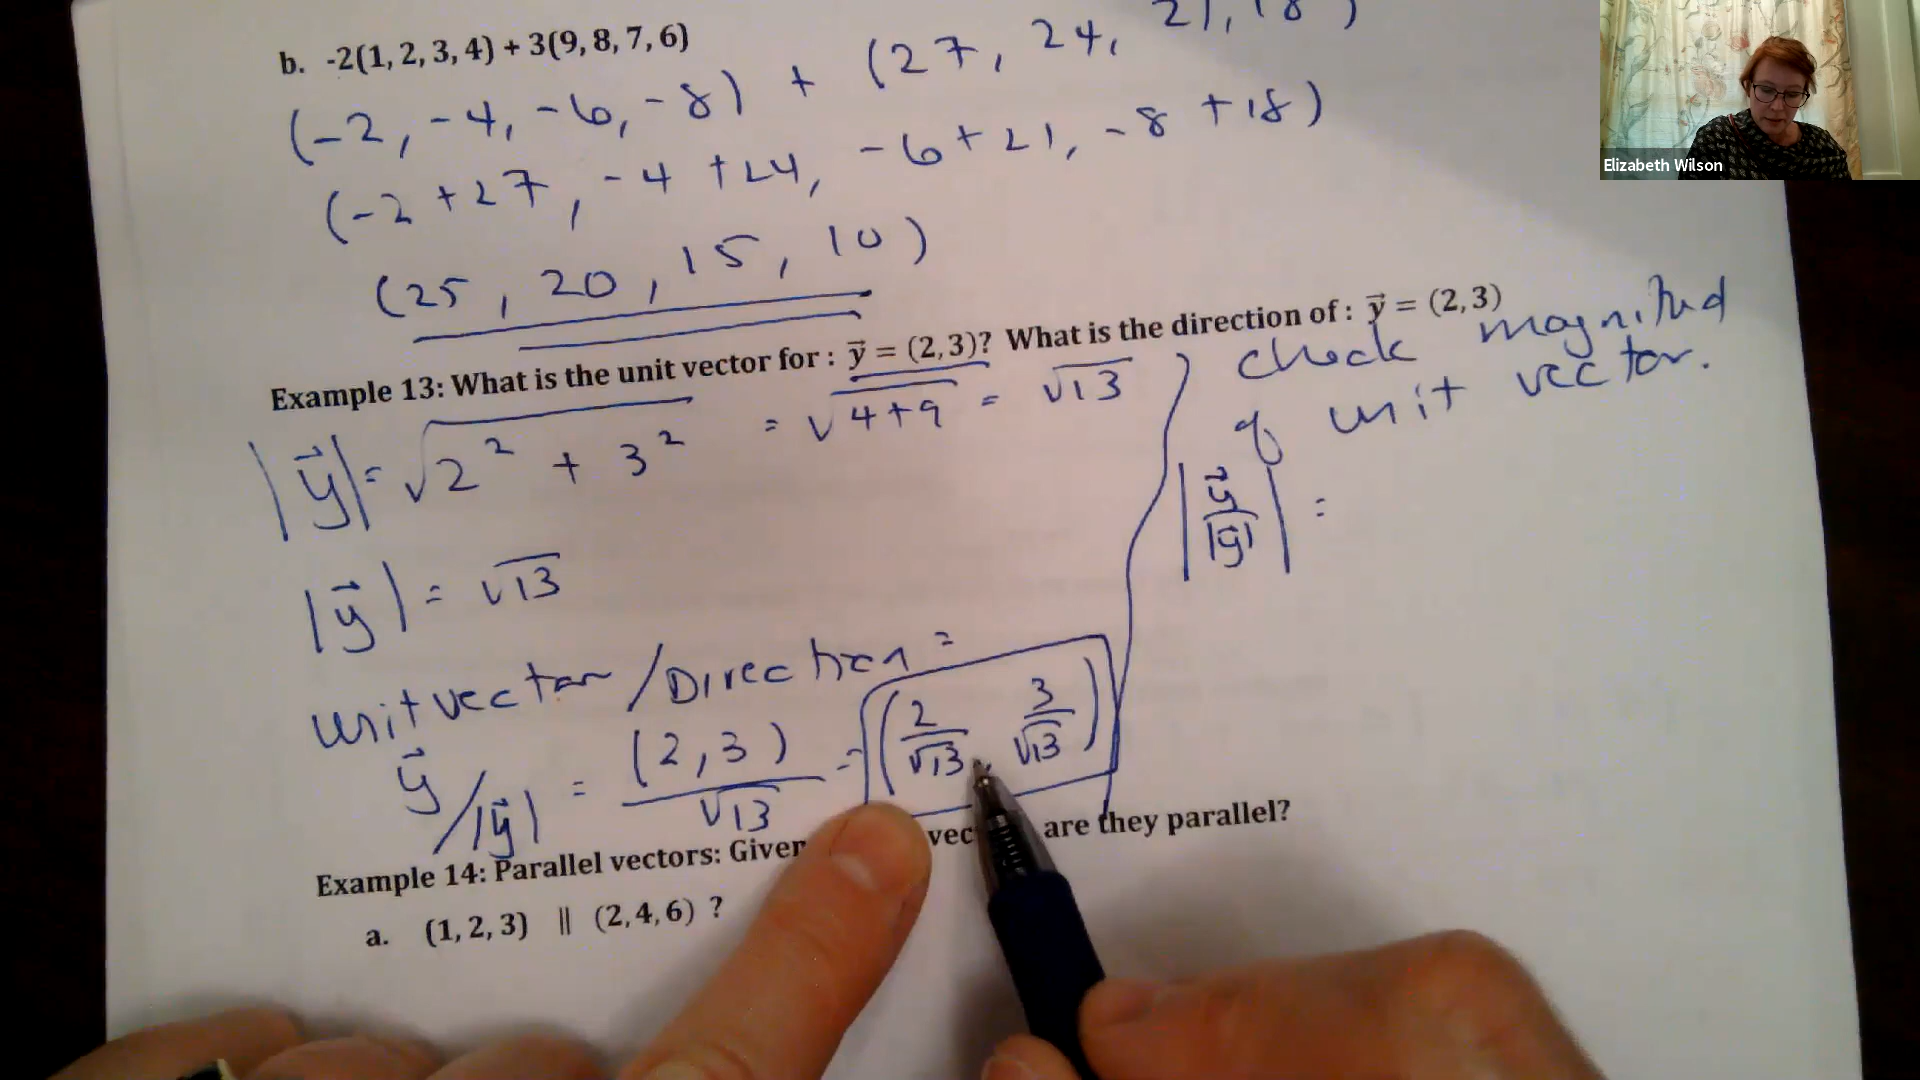 b. -2(1, 2, 3, 4) + 3(9, 8, 7, 6)
(-2, -4, -6, -8) + (27, 24, 21, 18)
(-2+27, -4+24, -6+21, -8+18)
(25, 20, 15, 10)
Example 13: What is the unit vector for : y⃗ = (2, 3)? What is the direction of : y⃗ = (2, 3)
|y⃗| = √2² + 3² = √4+9 = √13
|y⃗| = √13
unit vector / Direction =
y⃗/|y⃗| = (2,3)/√13 = (2/√13, 3/√13)
check magnitud
of unit vector.
|y⃗/|y⃗|| =
Example 14: Parallel vectors: Given are they parallel?
a. (1, 2, 3) ∥ (2, 4, 6) ?
Elizabeth Wilson